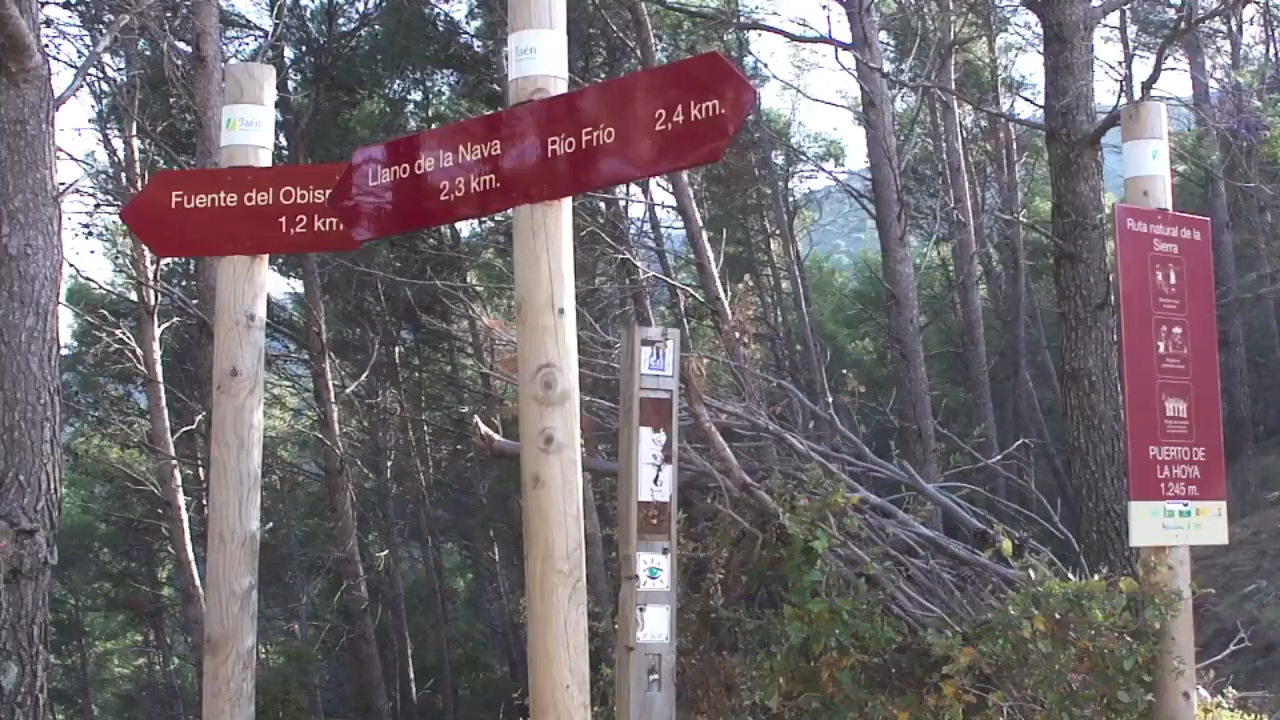 Jaén
Jaén
Fuente del Obisp
1,2 km
Llano de la Nava
2,3 km.
Río Frío
2,4 km.
Ruta natural de la
Sierra
PUERTO DE
LA HOYA
1.245 m.